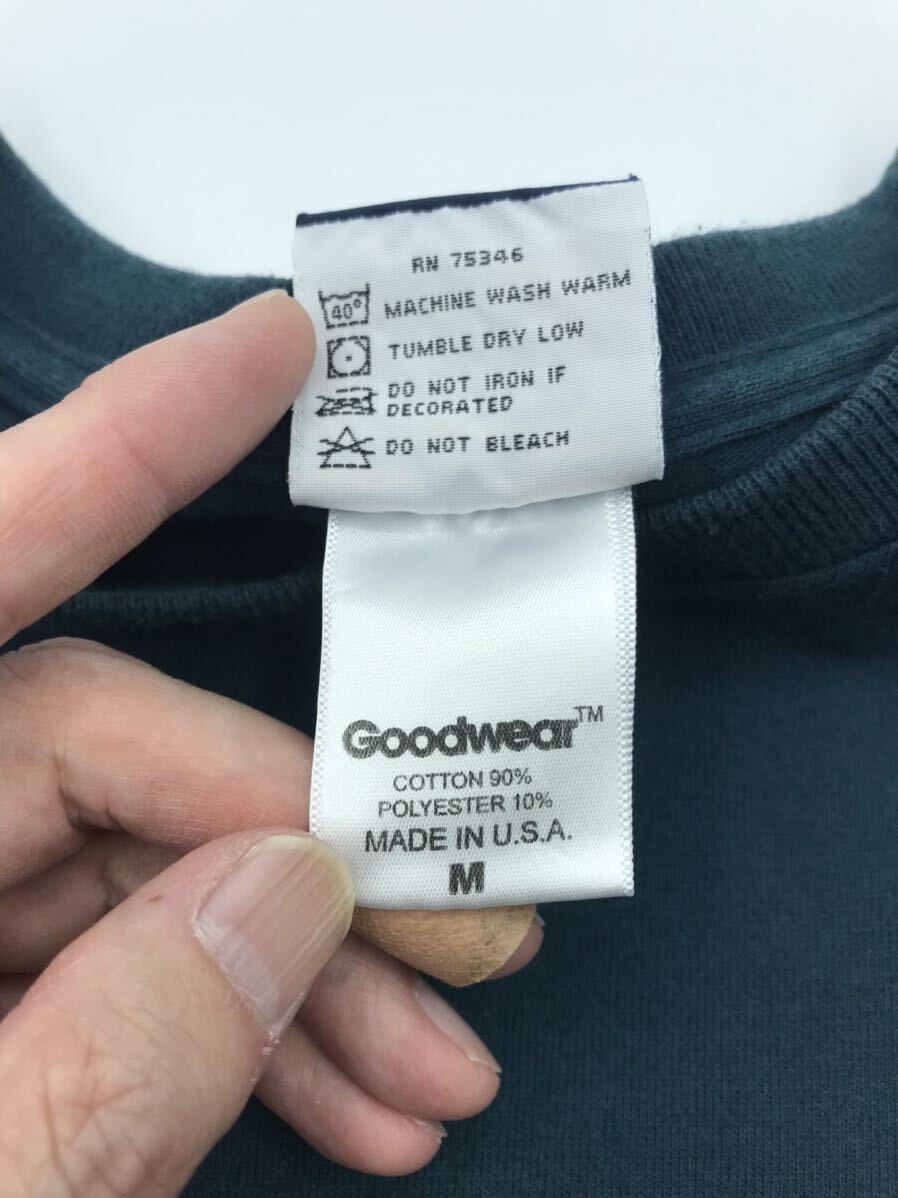 RN 75346
40° MACHINE WASH WARM
TUMBLE DRY LOW
DO NOT IRON IF
DECORATED
DO NOT BLEACH
Goodwear™
COTTON 90%
POLYESTER 10%
MADE IN U.S.A.
M